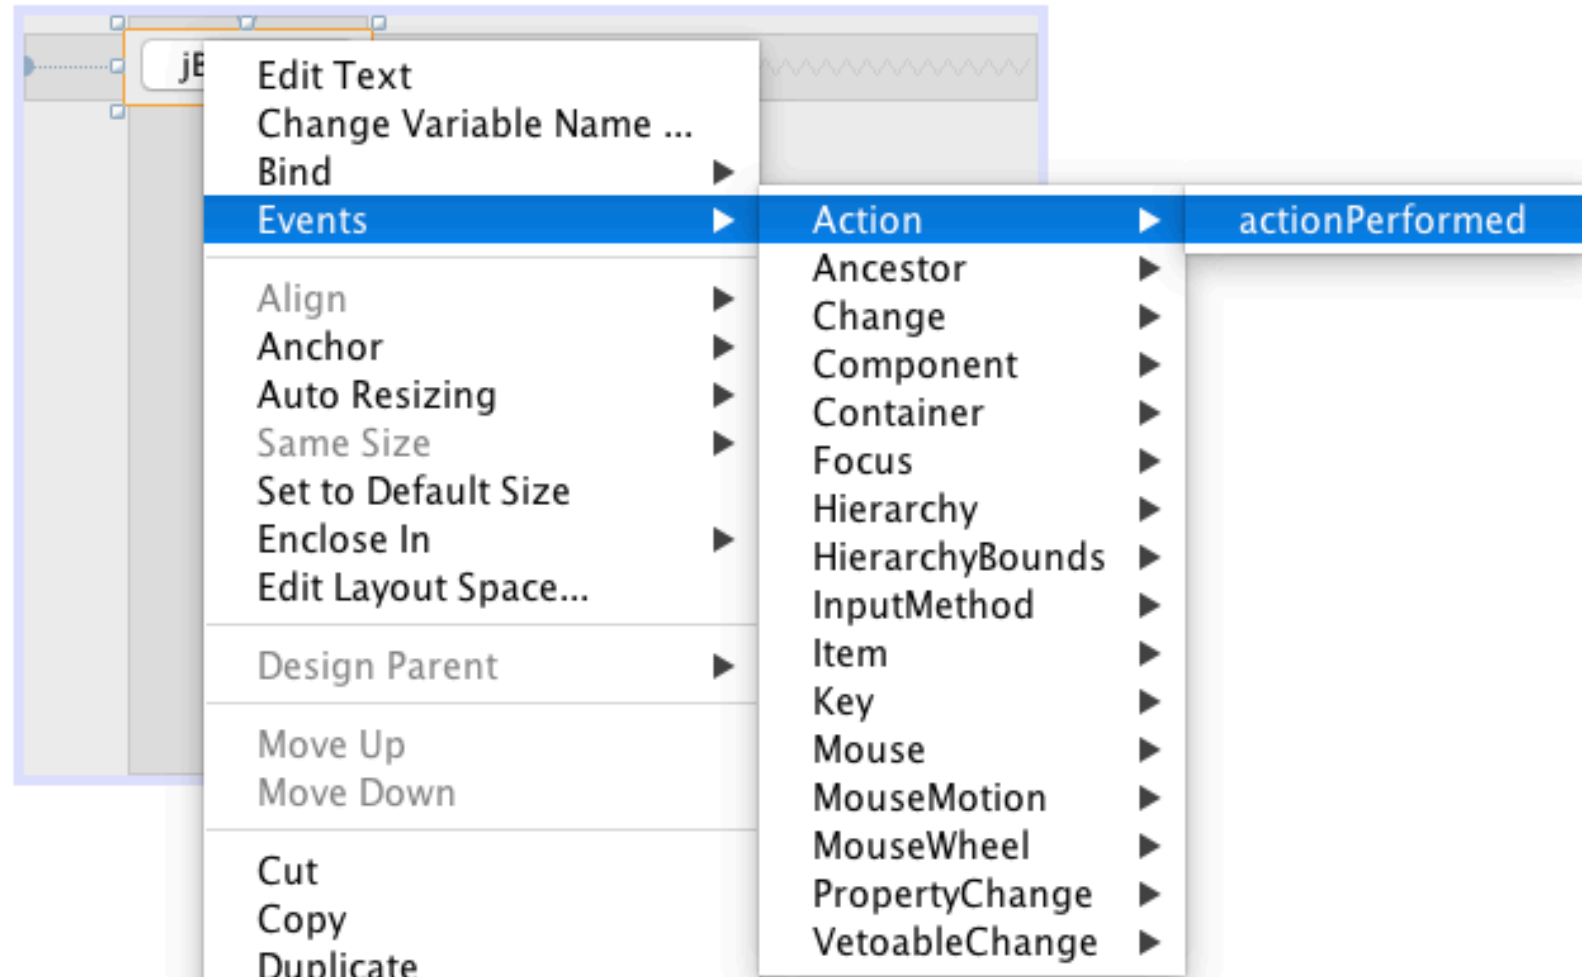 jB
Edit Text
Change Variable Name ...
Bind
Events
Align
Anchor
Auto Resizing
Same Size
Set to Default Size
Enclose In
Edit Layout Space...
Design Parent
Move Up
Move Down
Cut
Copy
Duplicate
Action
Ancestor
Change
Component
Container
Focus
Hierarchy
HierarchyBounds
InputMethod
Item
Key
Mouse
MouseMotion
MouseWheel
PropertyChange
VetoableChange
actionPerformed